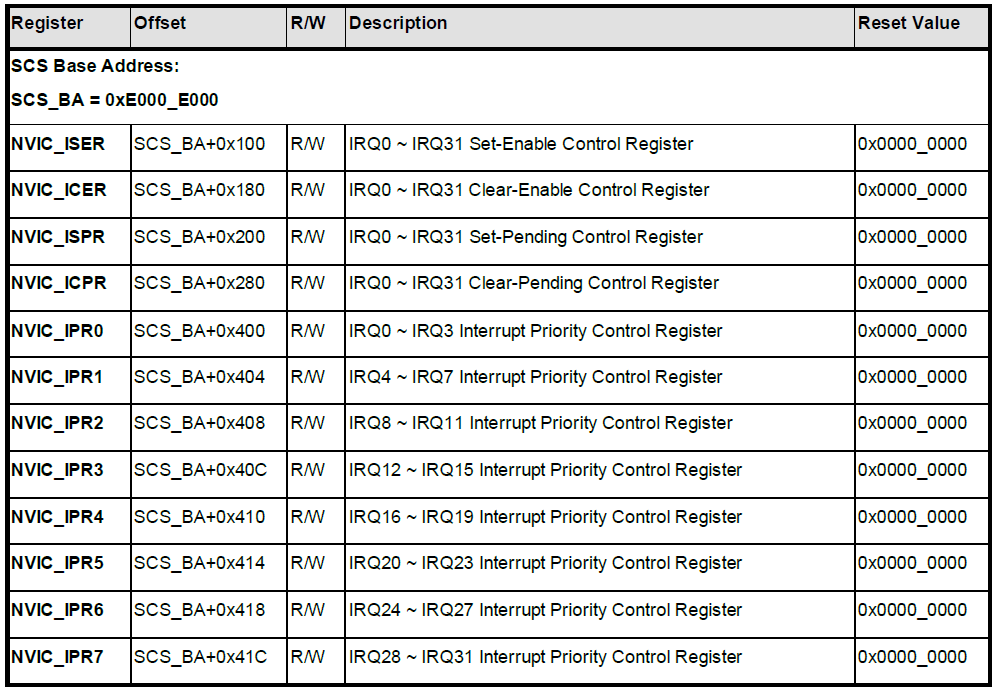 Register Offset R/W Description Reset Value
SCS Base Address:
SCS_BA = 0xE000_E000
NVIC_ISER SCS_BA+0x100 R/W IRQ0 ~ IRQ31 Set-Enable Control Register 0x0000_0000
NVIC_ICER SCS_BA+0x180 R/W IRQ0 ~ IRQ31 Clear-Enable Control Register 0x0000_0000
NVIC_ISPR SCS_BA+0x200 R/W IRQ0 ~ IRQ31 Set-Pending Control Register 0x0000_0000
NVIC_ICPR SCS_BA+0x280 R/W IRQ0 ~ IRQ31 Clear-Pending Control Register 0x0000_0000
NVIC_IPR0 SCS_BA+0x400 R/W IRQ0 ~ IRQ3 Interrupt Priority Control Register 0x0000_0000
NVIC_IPR1 SCS_BA+0x404 R/W IRQ4 ~ IRQ7 Interrupt Priority Control Register 0x0000_0000
NVIC_IPR2 SCS_BA+0x408 R/W IRQ8 ~ IRQ11 Interrupt Priority Control Register 0x0000_0000
NVIC_IPR3 SCS_BA+0x40C R/W IRQ12 ~ IRQ15 Interrupt Priority Control Register 0x0000_0000
NVIC_IPR4 SCS_BA+0x410 R/W IRQ16 ~ IRQ19 Interrupt Priority Control Register 0x0000_0000
NVIC_IPR5 SCS_BA+0x414 R/W IRQ20 ~ IRQ23 Interrupt Priority Control Register 0x0000_0000
NVIC_IPR6 SCS_BA+0x418 R/W IRQ24 ~ IRQ27 Interrupt Priority Control Register 0x0000_0000
NVIC_IPR7 SCS_BA+0x41C R/W IRQ28 ~ IRQ31 Interrupt Priority Control Register 0x0000_0000